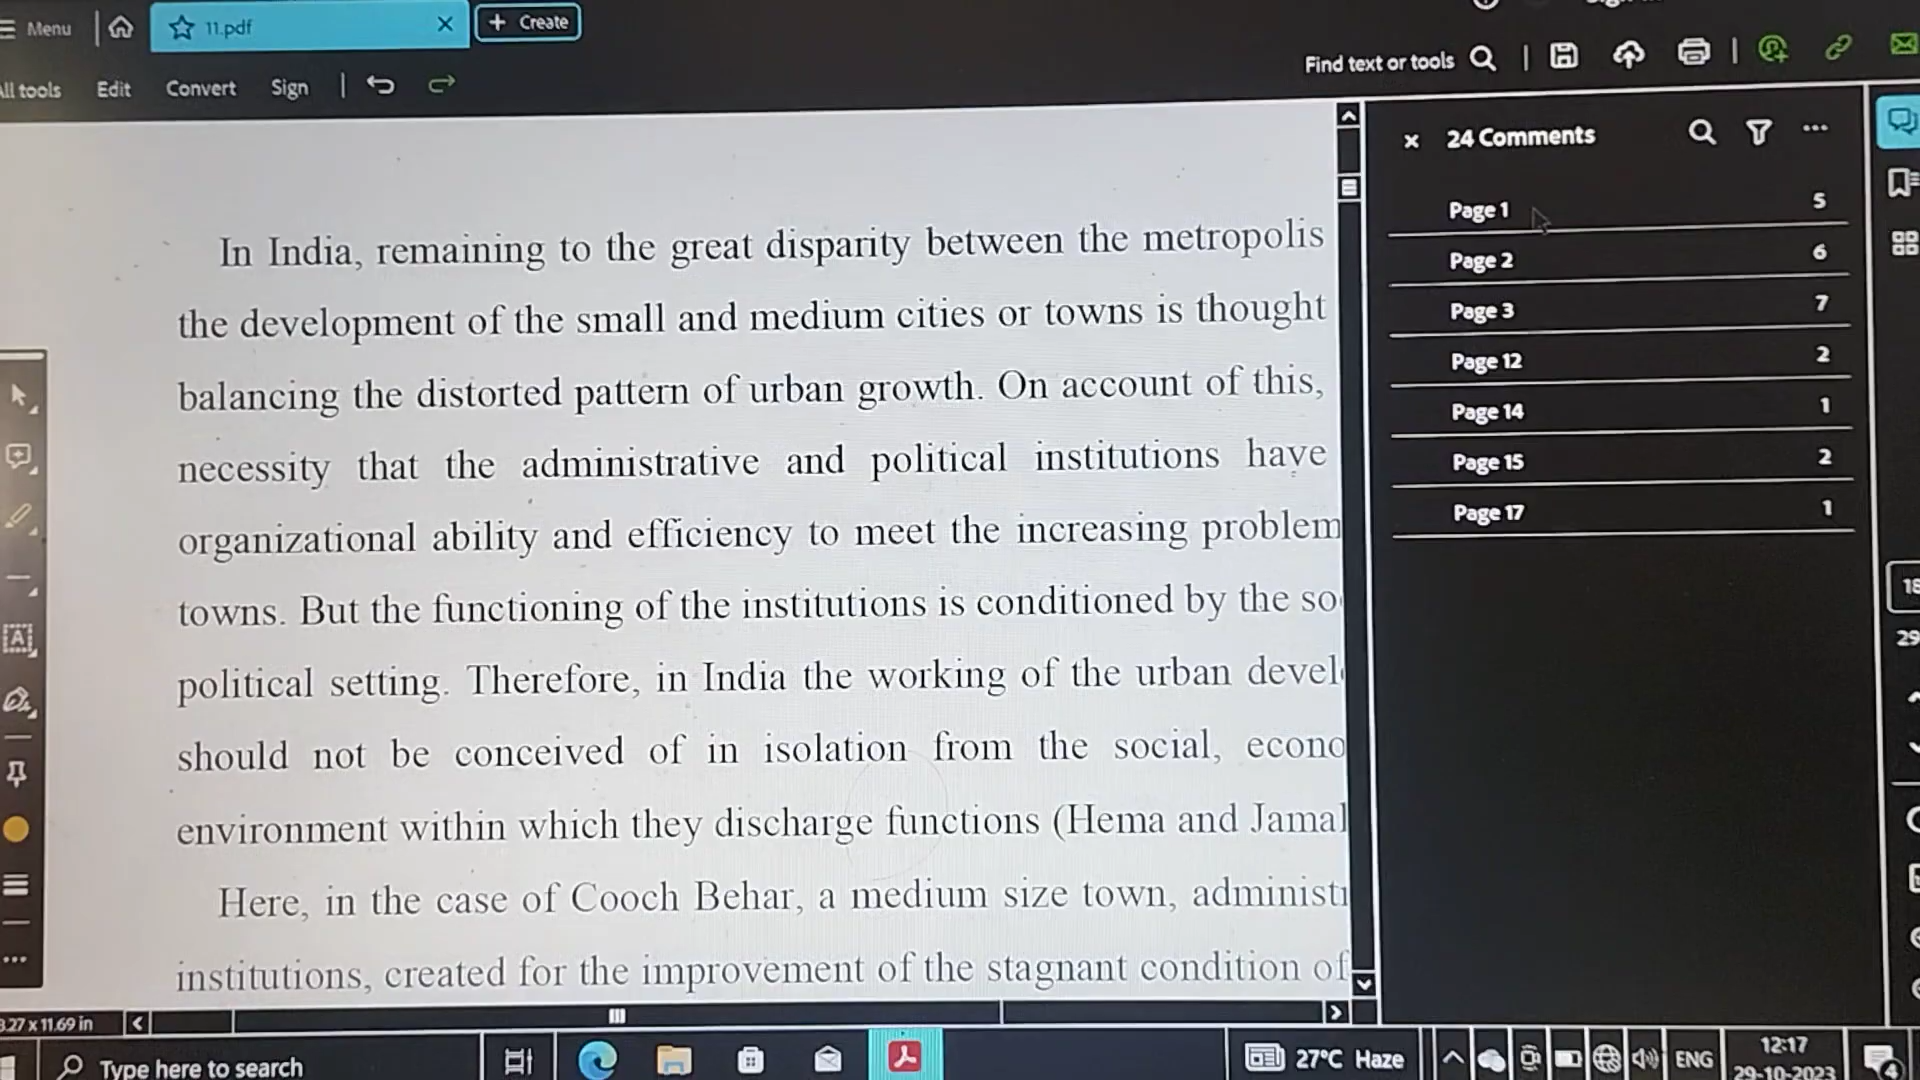 Menu
11.pdf
Create
All tools
Edit
Convert
Sign
Find text or tools
In India, remaining to the great disparity between the metropolis
the development of the small and medium cities or towns is thought
balancing the distorted pattern of urban growth. On account of this,
necessity that the administrative and political institutions have
organizational ability and efficiency to meet the increasing problem
towns. But the functioning of the institutions is conditioned by the so
political setting. Therefore, in India the working of the urban devel
should not be conceived of in isolation from the social, econo
environment within which they discharge functions (Hema and Jamal
Here, in the case of Cooch Behar, a medium size town, administ
institutions, created for the improvement of the stagnant condition of
24 Comments
Page 1 5
Page 2 6
Page 3 7
Page 12 2
Page 14 1
Page 15 2
Page 17 1
18
29
8.27 x 11.69 in
Type here to search
27°C Haze
ENG
12:17
29-10-2023
4